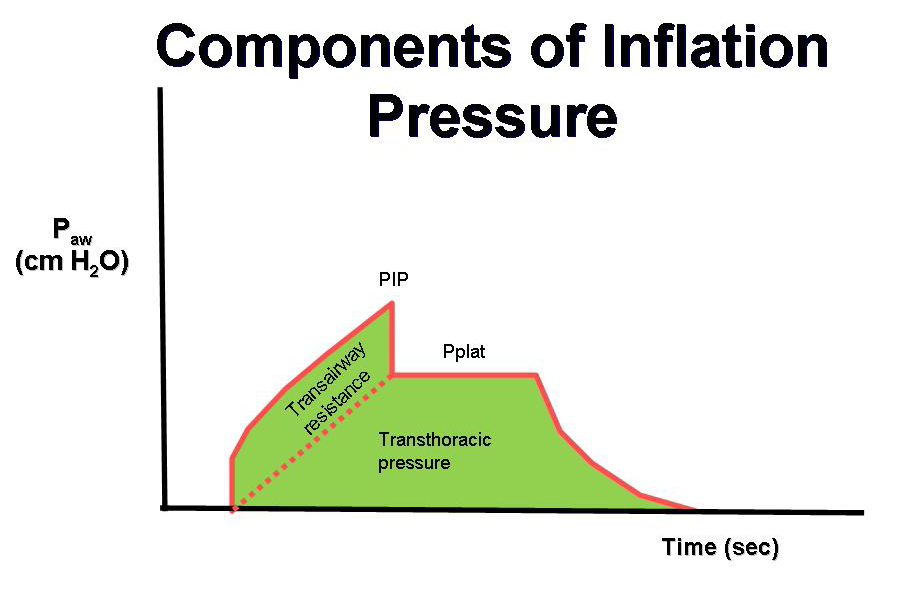 Components of Inflation
Pressure
Paw
(cm H2O)
PIP
Pplat
Transairway
resistance
Transthoracic
pressure
Time (sec)